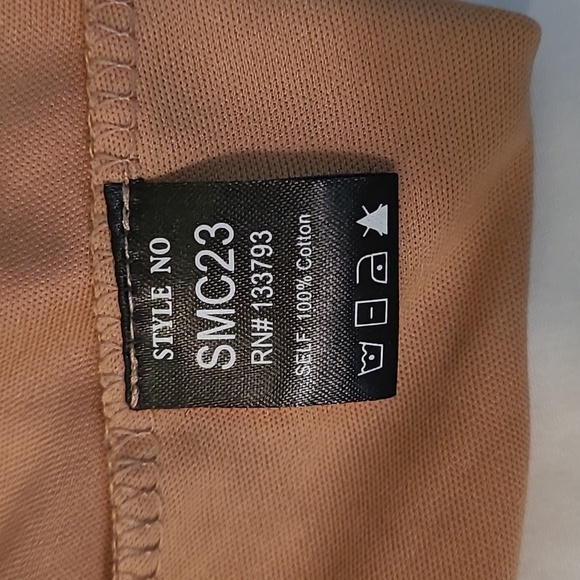 STYLE NO
SMC23
RN# 133793
SELF: 100% Cotton